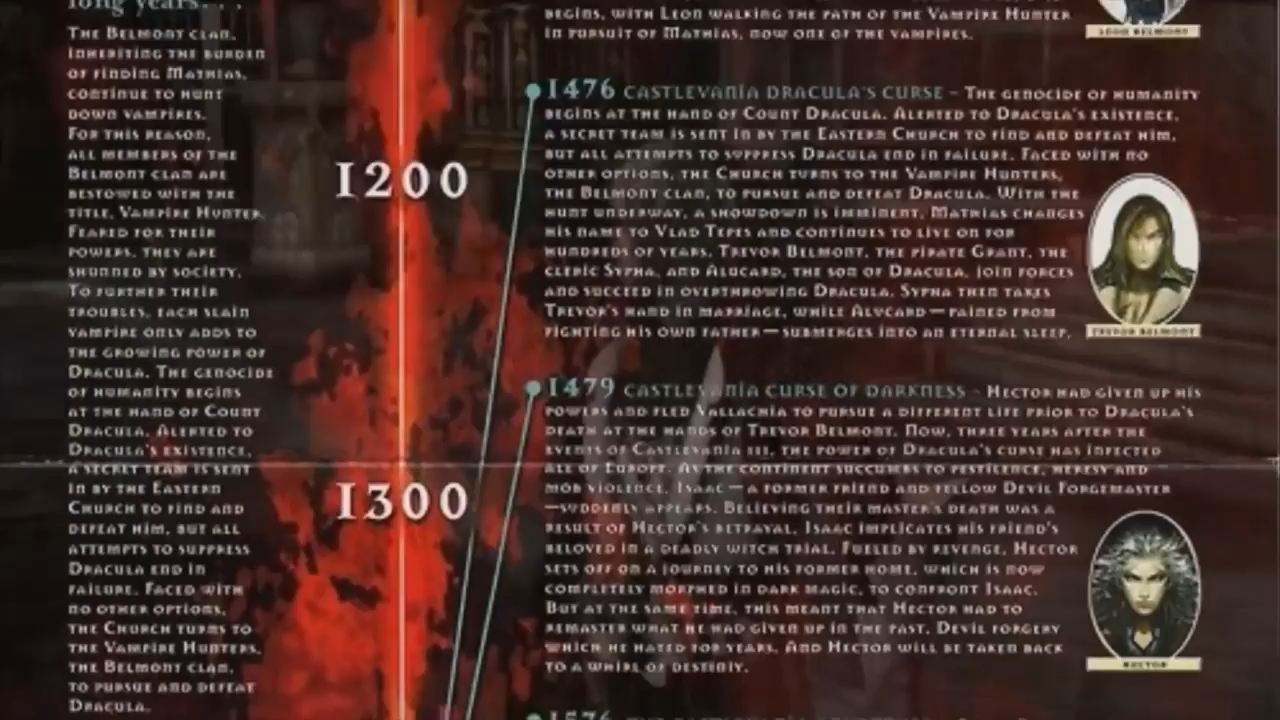 long years...
The Belmont clan,
inheriting the burden
of finding Mathias,
continue to hunt
down vampires.
For this reason,
all members of the
Belmont clan are
bestowed with the
title, Vampire Hunter.
Feared for their
powers, they are
shunned by society.
To further their
troubles, each slain
vampire only adds to
the growing power of
Dracula. The genocide
of humanity begins
at the hand of Count
Dracula. Alerted to
Dracula's existence,
a secret team is sent
in by the Eastern
Church to find and
defeat him, but all
attempts to suppress
Dracula end in
failure. Faced with
no other options,
the Church turns to
the Vampire Hunters,
the Belmont clan,
to pursue and defeat
Dracula.
1200
1300
begins, with Leon walking the path of the Vampire Hunter
in pursuit of Mathias, now one of the vampires.
Leon Belmont
1476 Castlevania Dracula's Curse – The genocide of humanity
begins at the hand of Count Dracula. Alerted to Dracula's existence,
a secret team is sent in by the Eastern Church to find and defeat him,
but all attempts to suppress Dracula end in failure. Faced with no
other options, the Church turns to the Vampire Hunters,
the Belmont clan, to pursue and defeat Dracula. With the
hunt underway, a showdown is imminent. Mathias changes
his name to Vlad Tepes and continues to live on for
hundreds of years. Trevor Belmont, the pirate Grant, the
cleric Sypha, and Alucard, the son of Dracula, join forces
and succeed in overthrowing Dracula. Sypha then takes
Trevor's hand in marriage, while Alucard—pained from
fighting his own father—submerges into an eternal sleep.
Trevor Belmont
1479 Castlevania Curse of Darkness – Hector had given up his
powers and fled Vallachia to pursue a different life prior to Dracula's
death at the hands of Trevor Belmont. Now, three years after the
events of Castlevania III, the power of Dracula's curse has infected
all of Europe. As the continent succumbs to pestilence, heresy and
mob violence, Isaac—a former friend and fellow Devil Forgemaster
—suddenly appears. Believing their master's death was a
result of Hector's betrayal, Isaac implicates his friend's
beloved in a deadly witch trial. Fueled by revenge, Hector
sets off on a journey to his former home, which is now
completely morphed in dark magic, to confront Isaac.
But at the same time, this meant that Hector had to
remaster what he had given up in the past, Devil forgery
which he hated for years. And Hector will be taken back
to a whirl of destiny.
Hector
1576